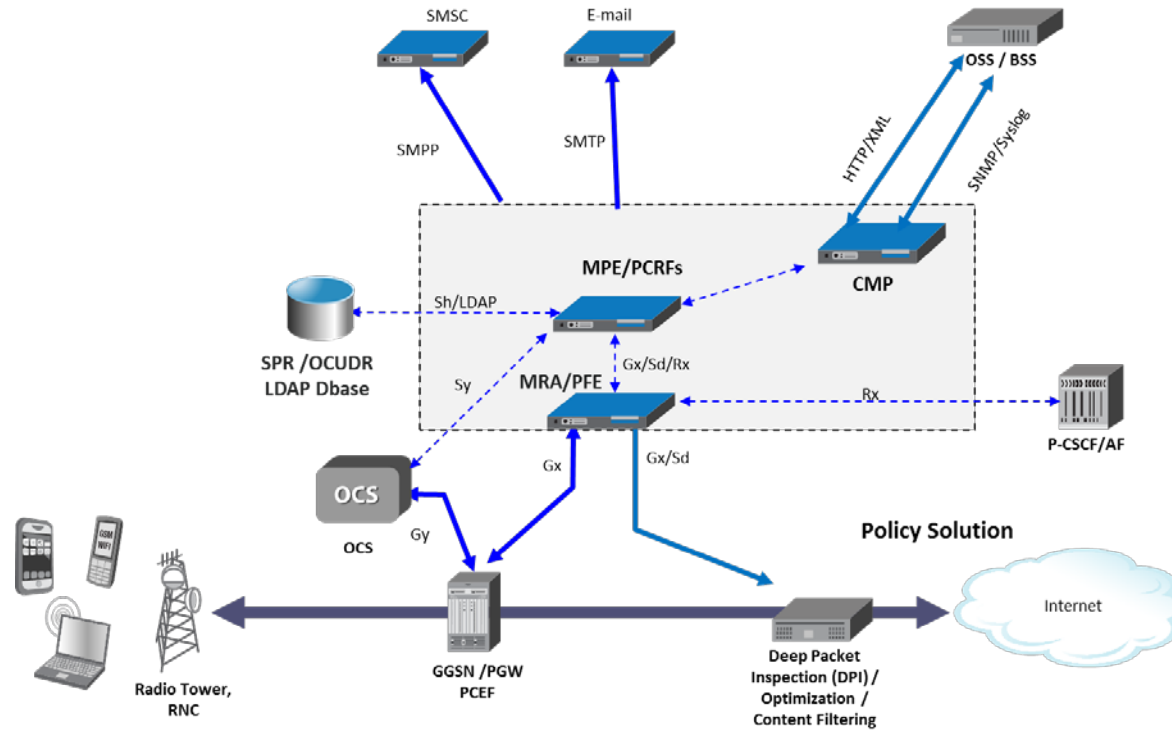 SMSC
E-mail
OSS / BSS
SMPP
SMTP
HTTP/XML
SNMP/Syslog
MPE/PCRFs
CMP
Sh/LDAP
SPR /OCUDR
LDAP Dbase
Sy
Gx/Sd/Rx
MRA/PFE
Rx
P-CSCF/AF
Gx
Gx/Sd
OCS
OCS
Gy
Policy Solution
GSM
WIFI
Internet
Radio Tower,
RNC
GGSN /PGW
PCEF
Deep Packet
Inspection (DPI) /
Optimization /
Content Filtering